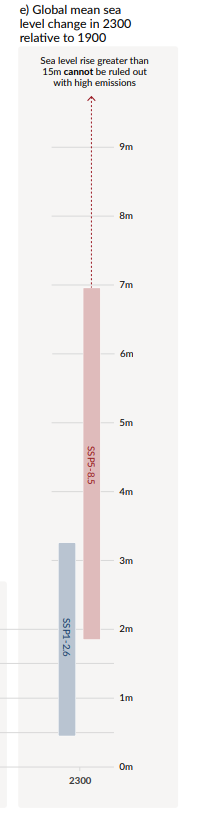 e) Global mean sea
level change in 2300
relative to 1900
Sea level rise greater than
15m cannot be ruled out
with high emissions
9m
8m
7m
6m
5m
SSP5-8.5
4m
3m
SSP1-2.6
2m
1m
0m
2300